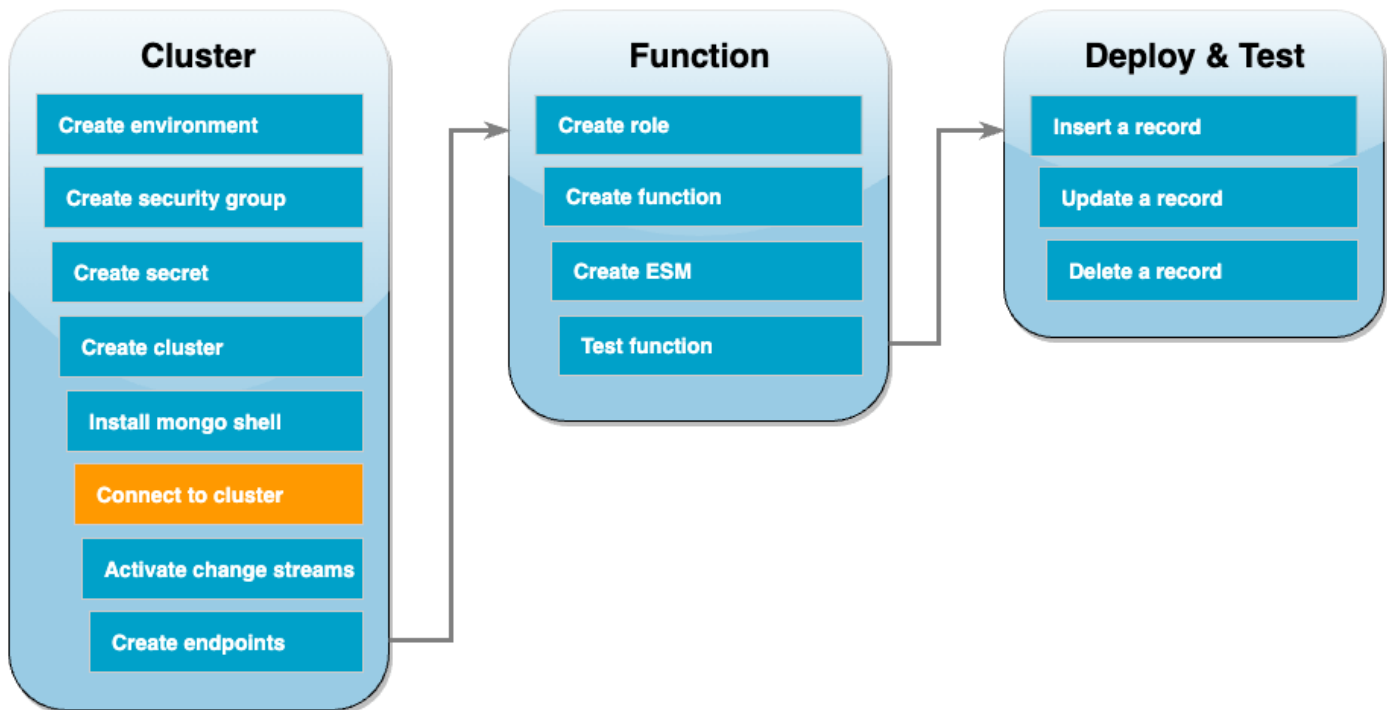 Cluster
Create environment
Create security group
Create secret
Create cluster
Install mongo shell
Connect to cluster
Activate change streams
Create endpoints
Function
Create role
Create function
Create ESM
Test function
Deploy & Test
Insert a record
Update a record
Delete a record